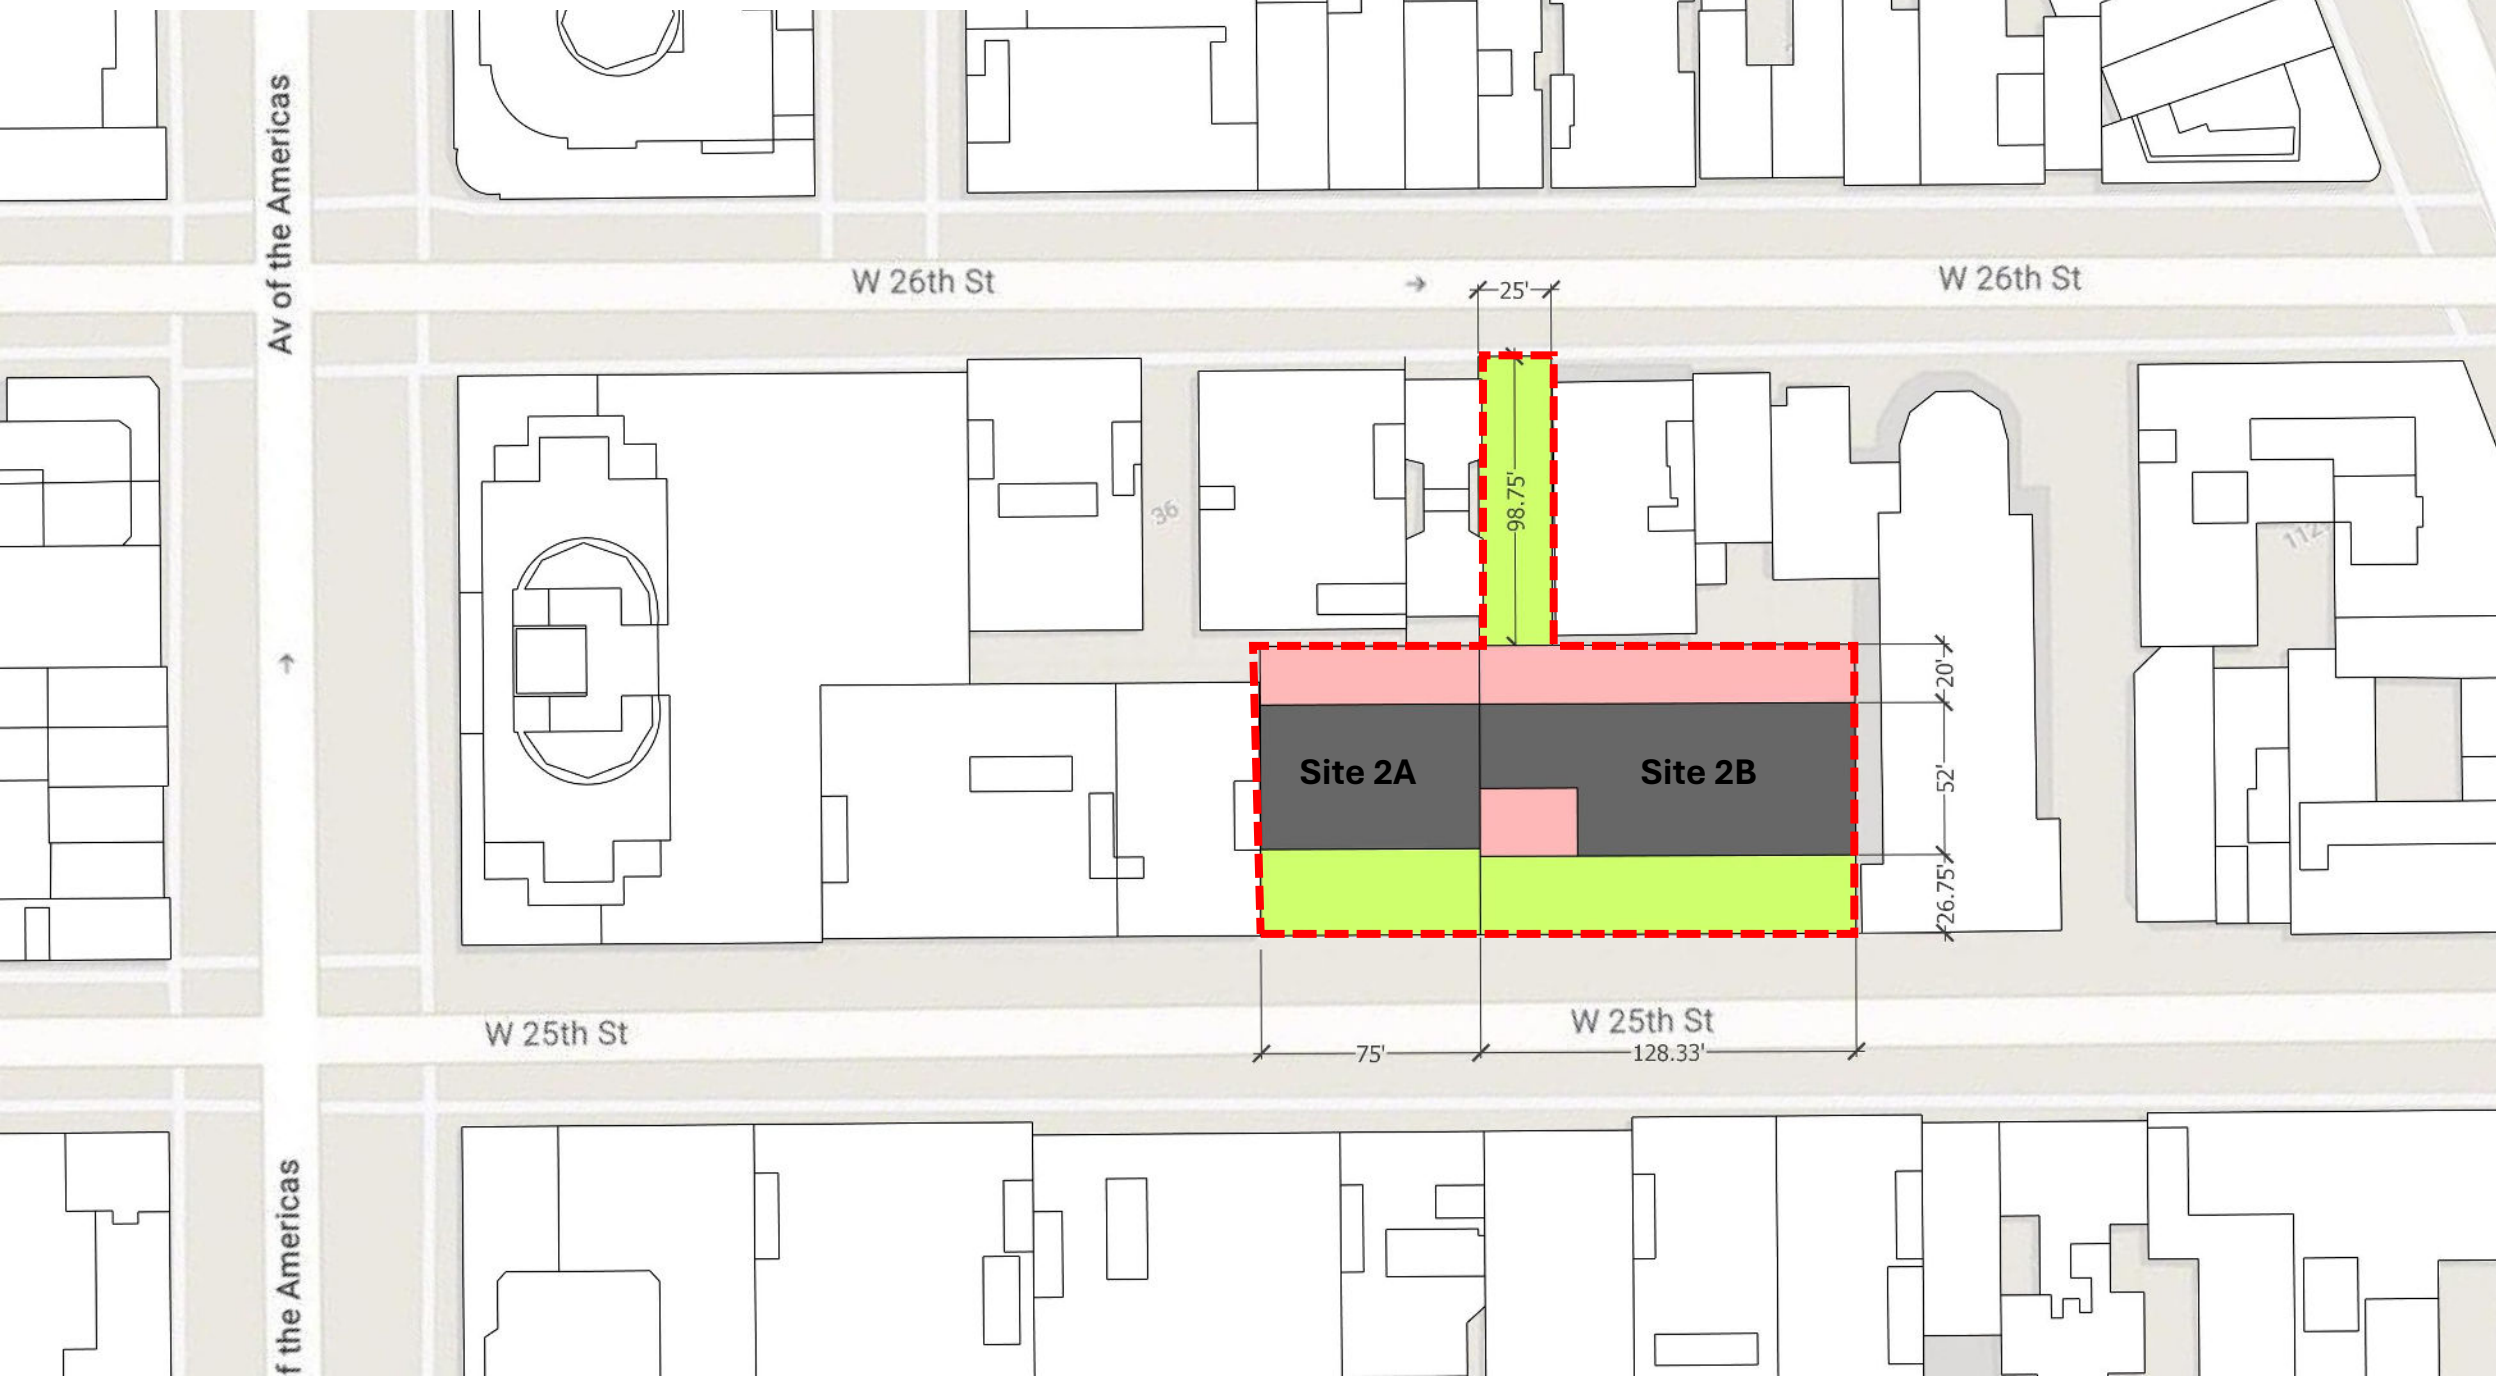 Av of the Americas
W 26th St
W 26th St
25'
98.75'
36
112
20'
Site 2A
Site 2B
52'
26.75'
W 25th St
W 25th St
75'
128.33'
f the Americas